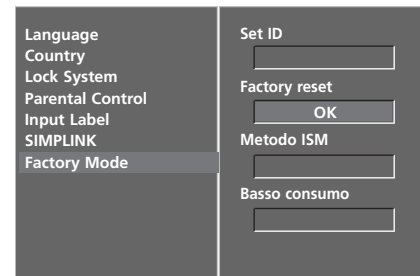 Language
Country
Lock System
Parental Control
Input Label
SIMPLINK
Factory Mode
Set ID
Factory reset
OK
Metodo ISM
Basso consumo